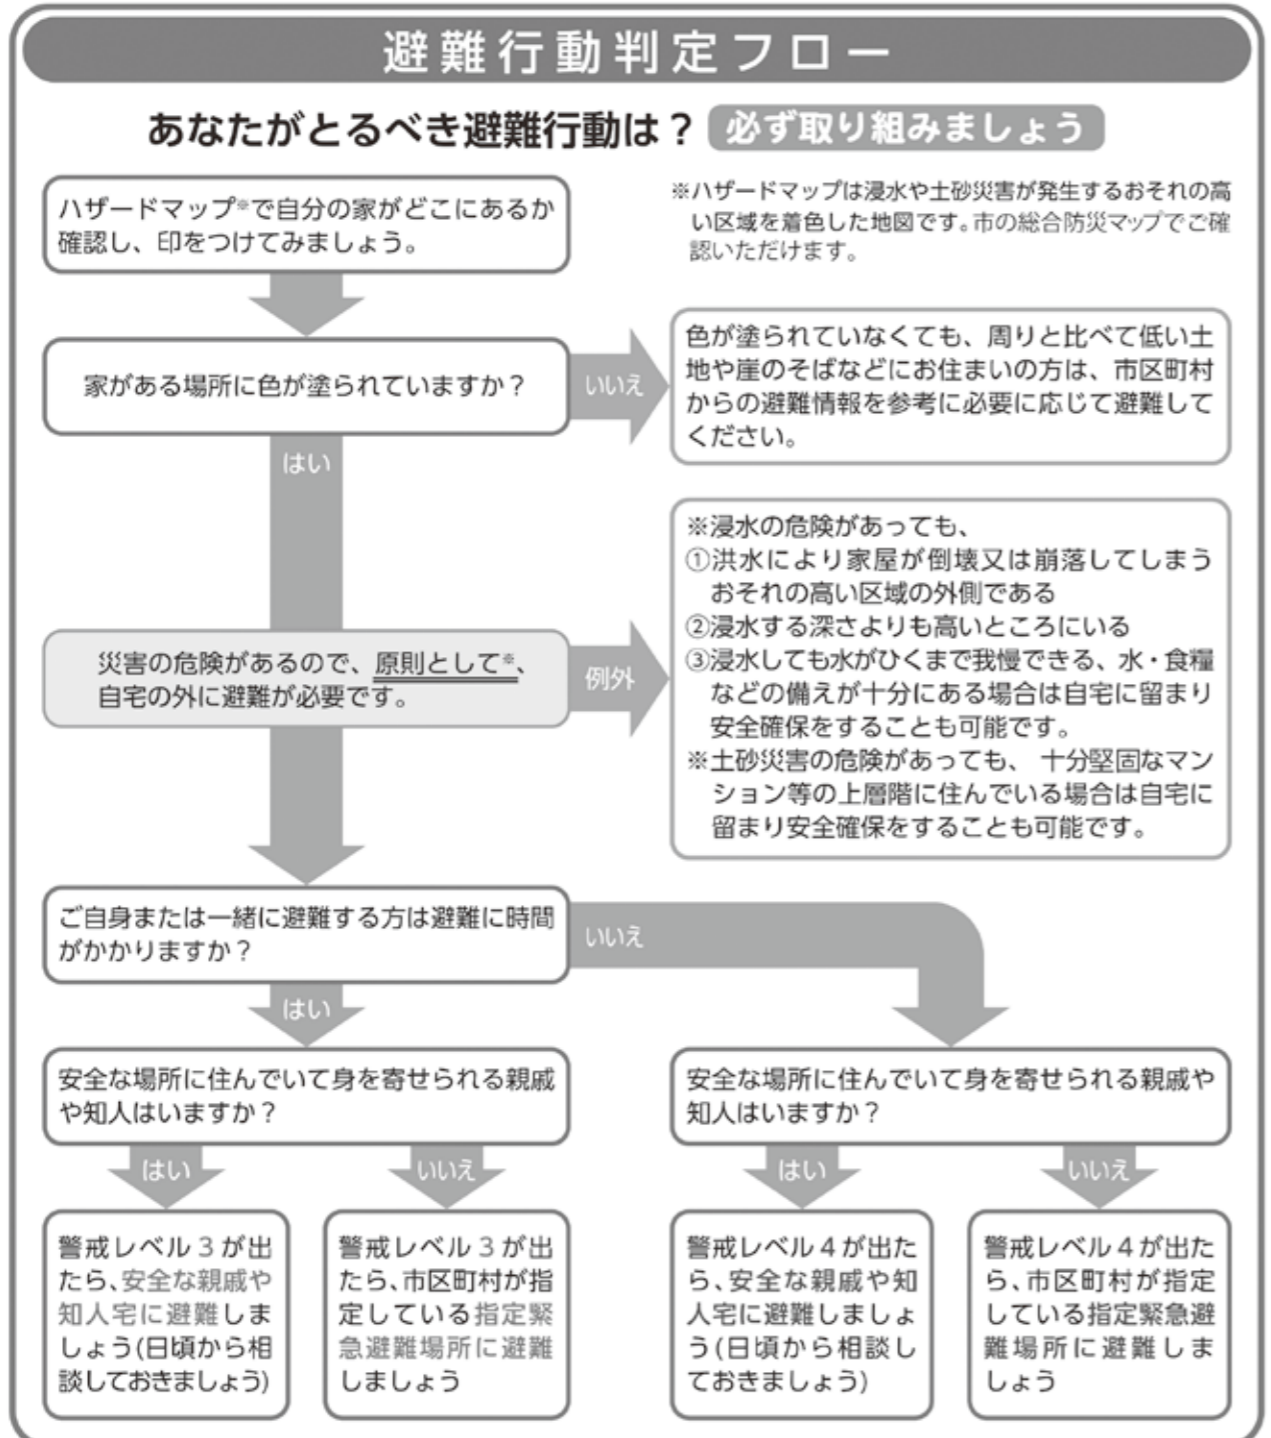 避難行動判定フロー
あなたがとるべき避難行動は？ 必ず取り組みましょう
ハザードマップ※で自分の家がどこにあるか
確認し、印をつけてみましょう。
※ハザードマップは浸水や土砂災害が発生するおそれの高
い区域を着色した地図です。市の総合防災マップでご確
認いただけます。
家がある場所に色が塗られていますか？
いいえ
色が塗られていなくても、周りと比べて低い土
地や崖のそばなどにお住まいの方は、市区町村
からの避難情報を参考に必要に応じて避難して
ください。
はい
災害の危険があるので、原則として※、
自宅の外に避難が必要です。
例外
※浸水の危険があっても、
①洪水により家屋が倒壊又は崩落してしまう
おそれの高い区域の外側である
②浸水する深さよりも高いところにいる
③浸水しても水がひくまで我慢できる、水・食糧
などの備えが十分にある場合は自宅に留まり
安全確保をすることも可能です。
※土砂災害の危険があっても、 十分堅固なマン
ション等の上層階に住んでいる場合は自宅に
留まり安全確保をすることも可能です。
ご自身または一緒に避難する方は避難に時間
がかかりますか？
いいえ
はい
安全な場所に住んでいて身を寄せられる親戚
や知人はいますか？
はい
いいえ
警戒レベル３が出
たら、安全な親戚や
知人宅に避難しま
しょう(日頃から相
談しておきましょう)
警戒レベル３が出
たら、市区町村が指
定している指定緊
急避難場所に避難
しましょう
安全な場所に住んでいて身を寄せられる親戚や
知人はいますか？
はい
いいえ
警戒レベル４が出た
ら、安全な親戚や知
人宅に避難しましょ
う(日頃から相談し
ておきましょう)
警戒レベル４が出た
ら、市区町村が指定
している指定緊急避
難場所に避難しま
しょう